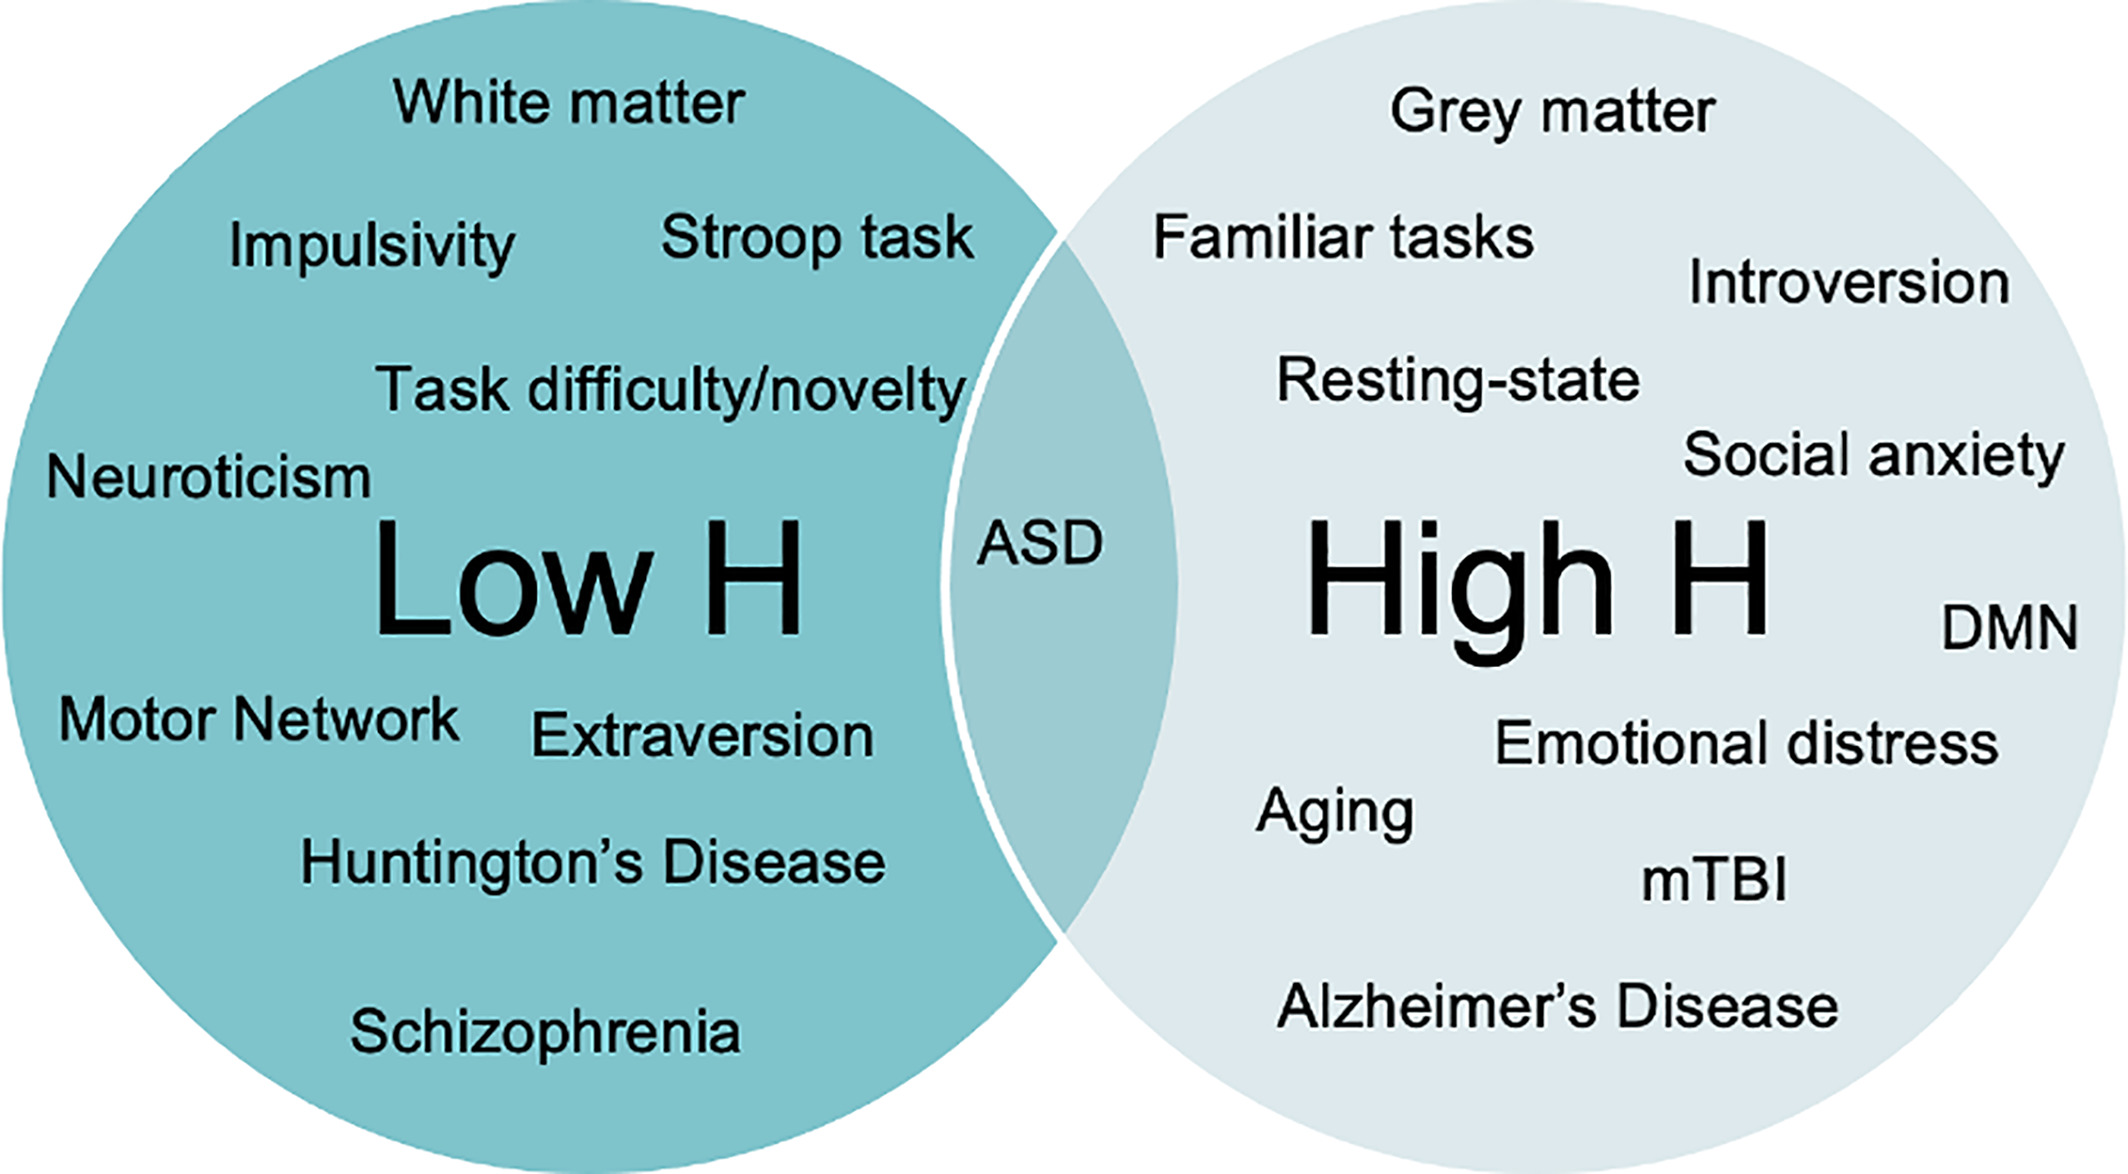 White matter
Impulsivity
Stroop task
Task difficulty/novelty
Neuroticism
Low H
Motor Network
Extraversion
Huntington’s Disease
Schizophrenia
ASD
Grey matter
Familiar tasks
Introversion
Resting-state
Social anxiety
High H
DMN
Emotional distress
Aging
mTBI
Alzheimer’s Disease